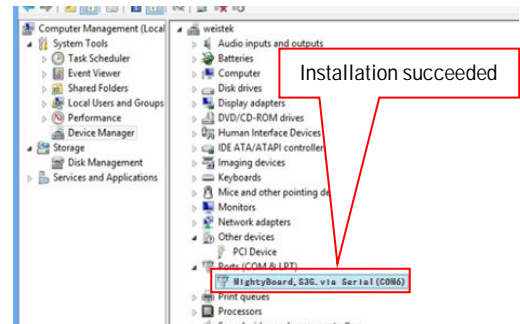 Computer Management (Local
System Tools
Task Scheduler
Event Viewer
Shared Folders
Local Users and Groups
Performance
Device Manager
Storage
Disk Management
Services and Applications
weistek
Audio inputs and outputs
Batteries
Computer
Disk drives
Display adapters
DVD/CD-ROM drives
Human Interface Devices
IDE ATA/ATAPI controller
Imaging devices
Keyboards
Mice and other pointing de
Monitors
Network adapters
Other devices
PCI Device
Ports (COM & LPT)
MightyBoard,S3G.via Serial(COM6)
Print queues
Processors
Installation succeeded